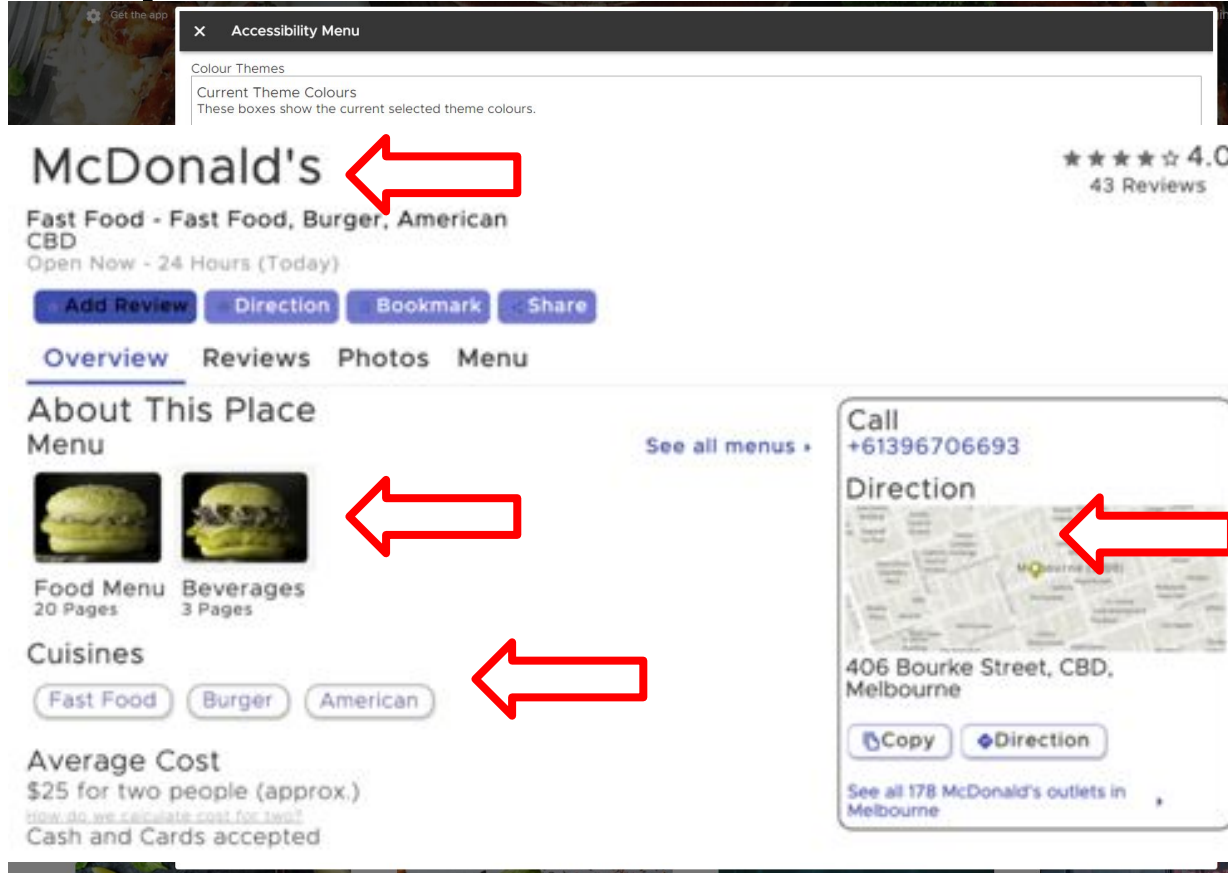 Get the app
× Accessibility Menu
Colour Themes
Current Theme Colours
These boxes show the current selected theme colours.
McDonald's
4.0
43 Reviews
Fast Food - Fast Food, Burger, American
CBD
Open Now - 24 Hours (Today)
Add Review Direction Bookmark Share
Overview Reviews Photos Menu
About This Place
Menu
See all menus
Food Menu Beverages
20 Pages 3 Pages
Cuisines
Fast Food Burger American
Average Cost
$25 for two people (approx.)
How do we calculate cost for two?
Cash and Cards accepted
Call
+61396706693
Direction
406 Bourke Street, CBD,
Melbourne
Copy Direction
See all 178 McDonald's outlets in
Melbourne